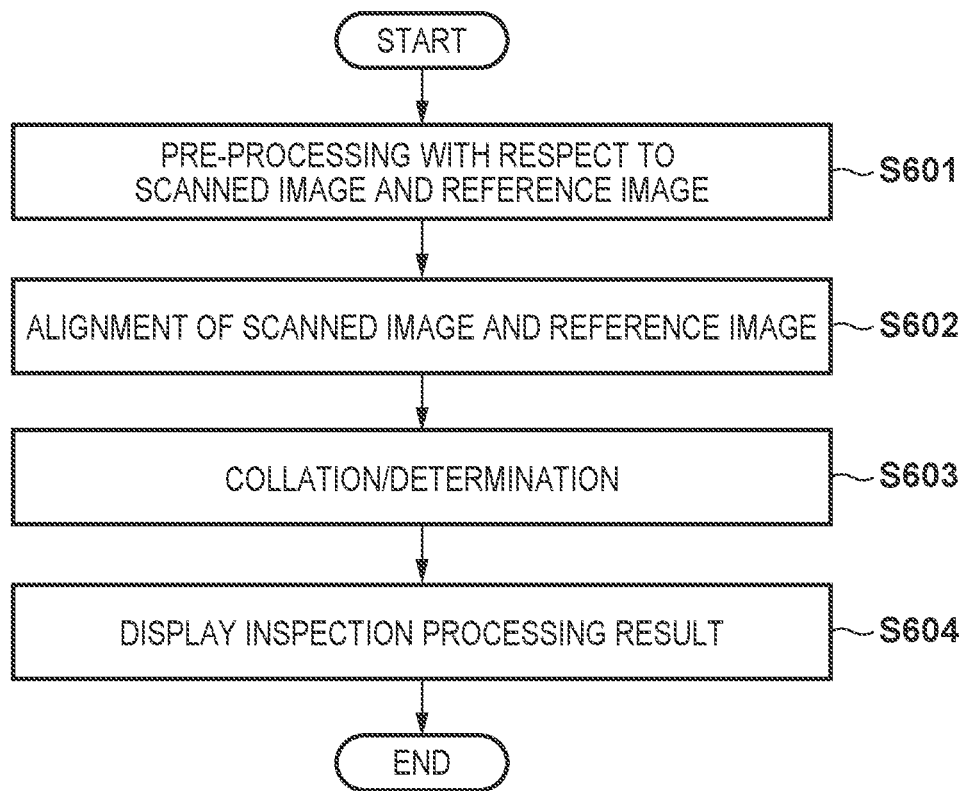 START
PRE-PROCESSING WITH RESPECT TO
SCANNED IMAGE AND REFERENCE IMAGE
S601
ALIGNMENT OF SCANNED IMAGE AND REFERENCE IMAGE
S602
COLLATION/DETERMINATION
S603
DISPLAY INSPECTION PROCESSING RESULT
S604
END